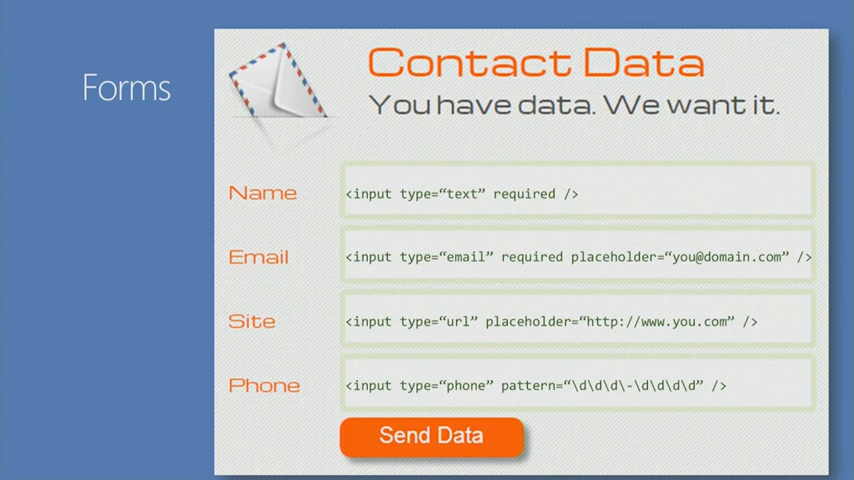 Forms
Contact Data
You have data. We want it.
Name
<input type=“text” required />
Email
<input type=“email” required placeholder=“you@domain.com” />
Site
<input type=“url” placeholder=“http://www.you.com” />
Phone
<input type=“phone” pattern=“\d\d\d\-\d\d\d\d” />
Send Data